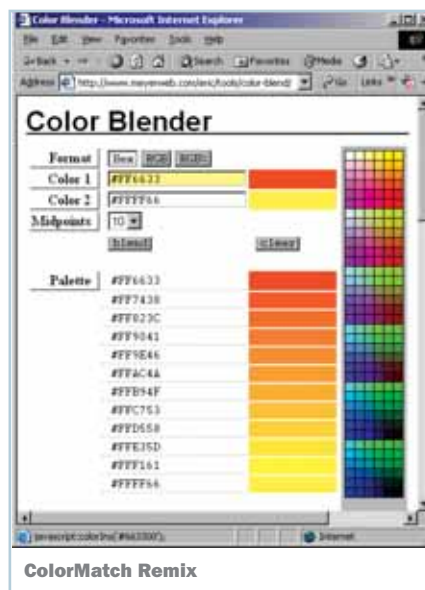 Color Blender - Microsoft Internet Explorer
File Edit View Favorites Tools Help
Back Search Favorites Media
Address http://www.meyerweb.com/eric/tools/color-blend/ Go Links
Color Blender
Format Hex RGB RGB%
Color 1 #FF6633
Color 2 #FFFF66
Midpoints 10
blend clear
Palette #FF6633
#FF7438
#FF823C
#FF9041
#FF9E46
#FFAC4A
#FFB94F
#FFC753
#FFD558
#FFE35D
#FFF161
#FFFF66
javascript:colorIns('#663300'); Internet
ColorMatch Remix